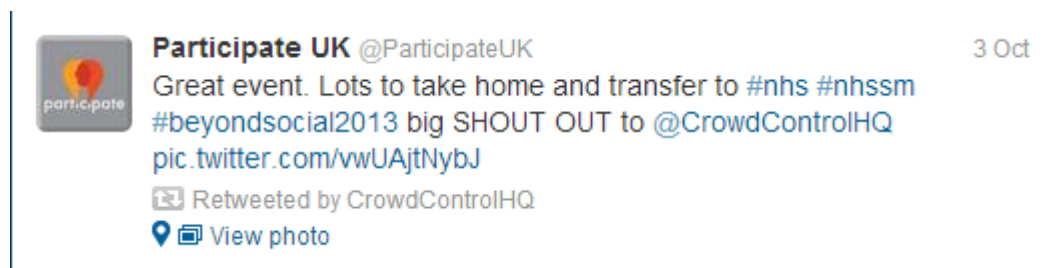 Participate UK @ParticipateUK 3 Oct
Great event. Lots to take home and transfer to #nhs #nhssm
#beyondsocial2013 big SHOUT OUT to @CrowdControlHQ
pic.twitter.com/vwUAjtNybJ
participate
Retweeted by CrowdControlHQ
View photo